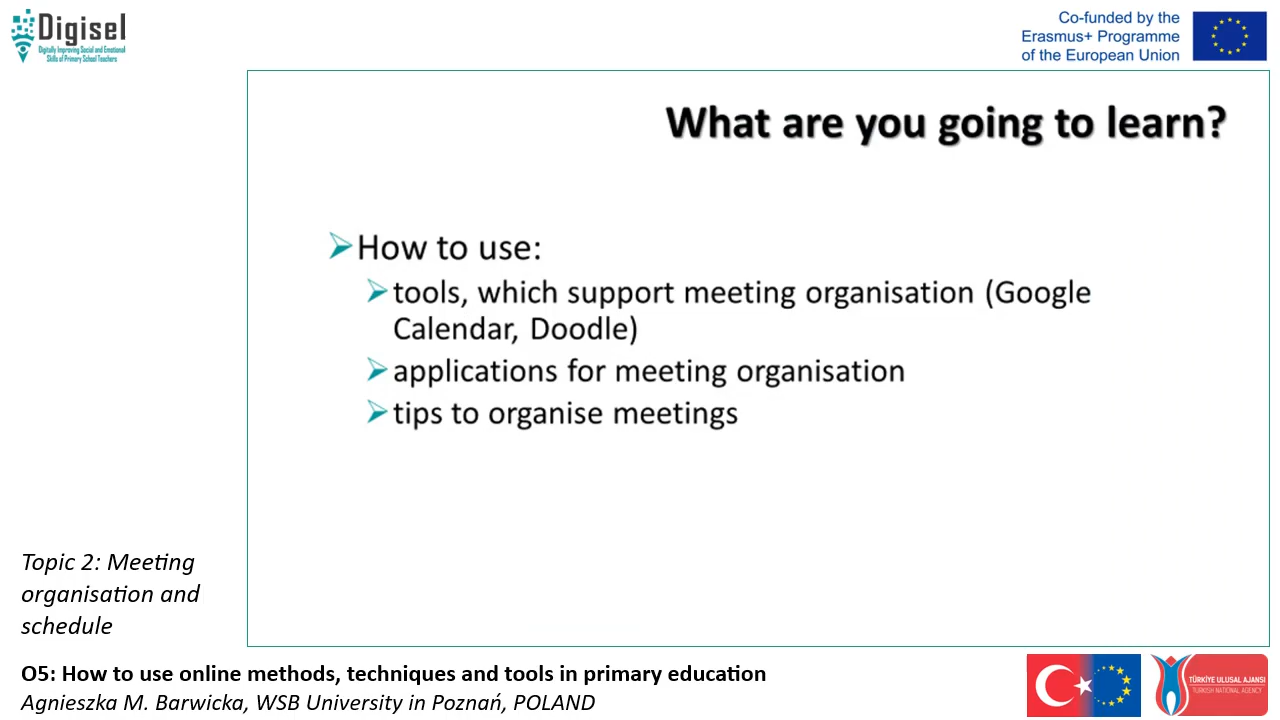 Digisel
Digitally Improving Social and Emotional
Skills of Primary School Teachers
Co-funded by the
Erasmus+ Programme
of the European Union
What are you going to learn?
How to use:
tools, which support meeting organisation (Google
Calendar, Doodle)
applications for meeting organisation
tips to organise meetings
Topic 2: Meeting
organisation and
schedule
O5: How to use online methods, techniques and tools in primary education
Agnieszka M. Barwicka, WSB University in Poznań, POLAND
TÜRKİYE ULUSAL AJANSI
TURKISH NATIONAL AGENCY